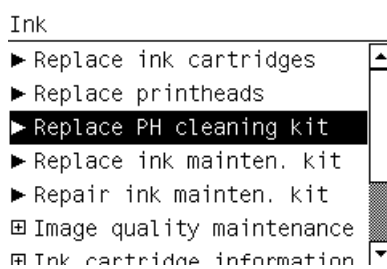 Ink
Replace ink cartridges
Replace printheads
Replace PH cleaning kit
Replace ink mainten. kit
Repair ink mainten. kit
Image quality maintenance
Ink cartridge information